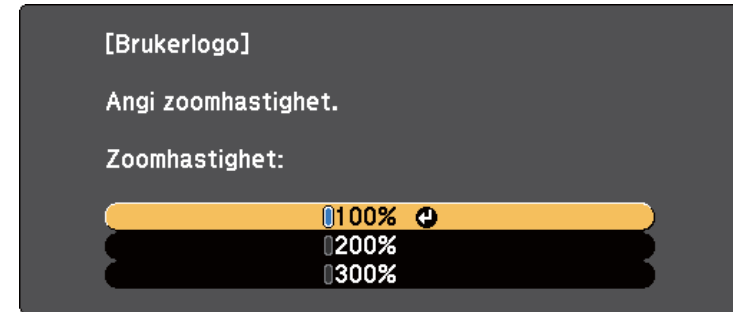 [Brukerlogo]
Angi zoomhastighet.
Zoomhastighet:
100%
200%
300%